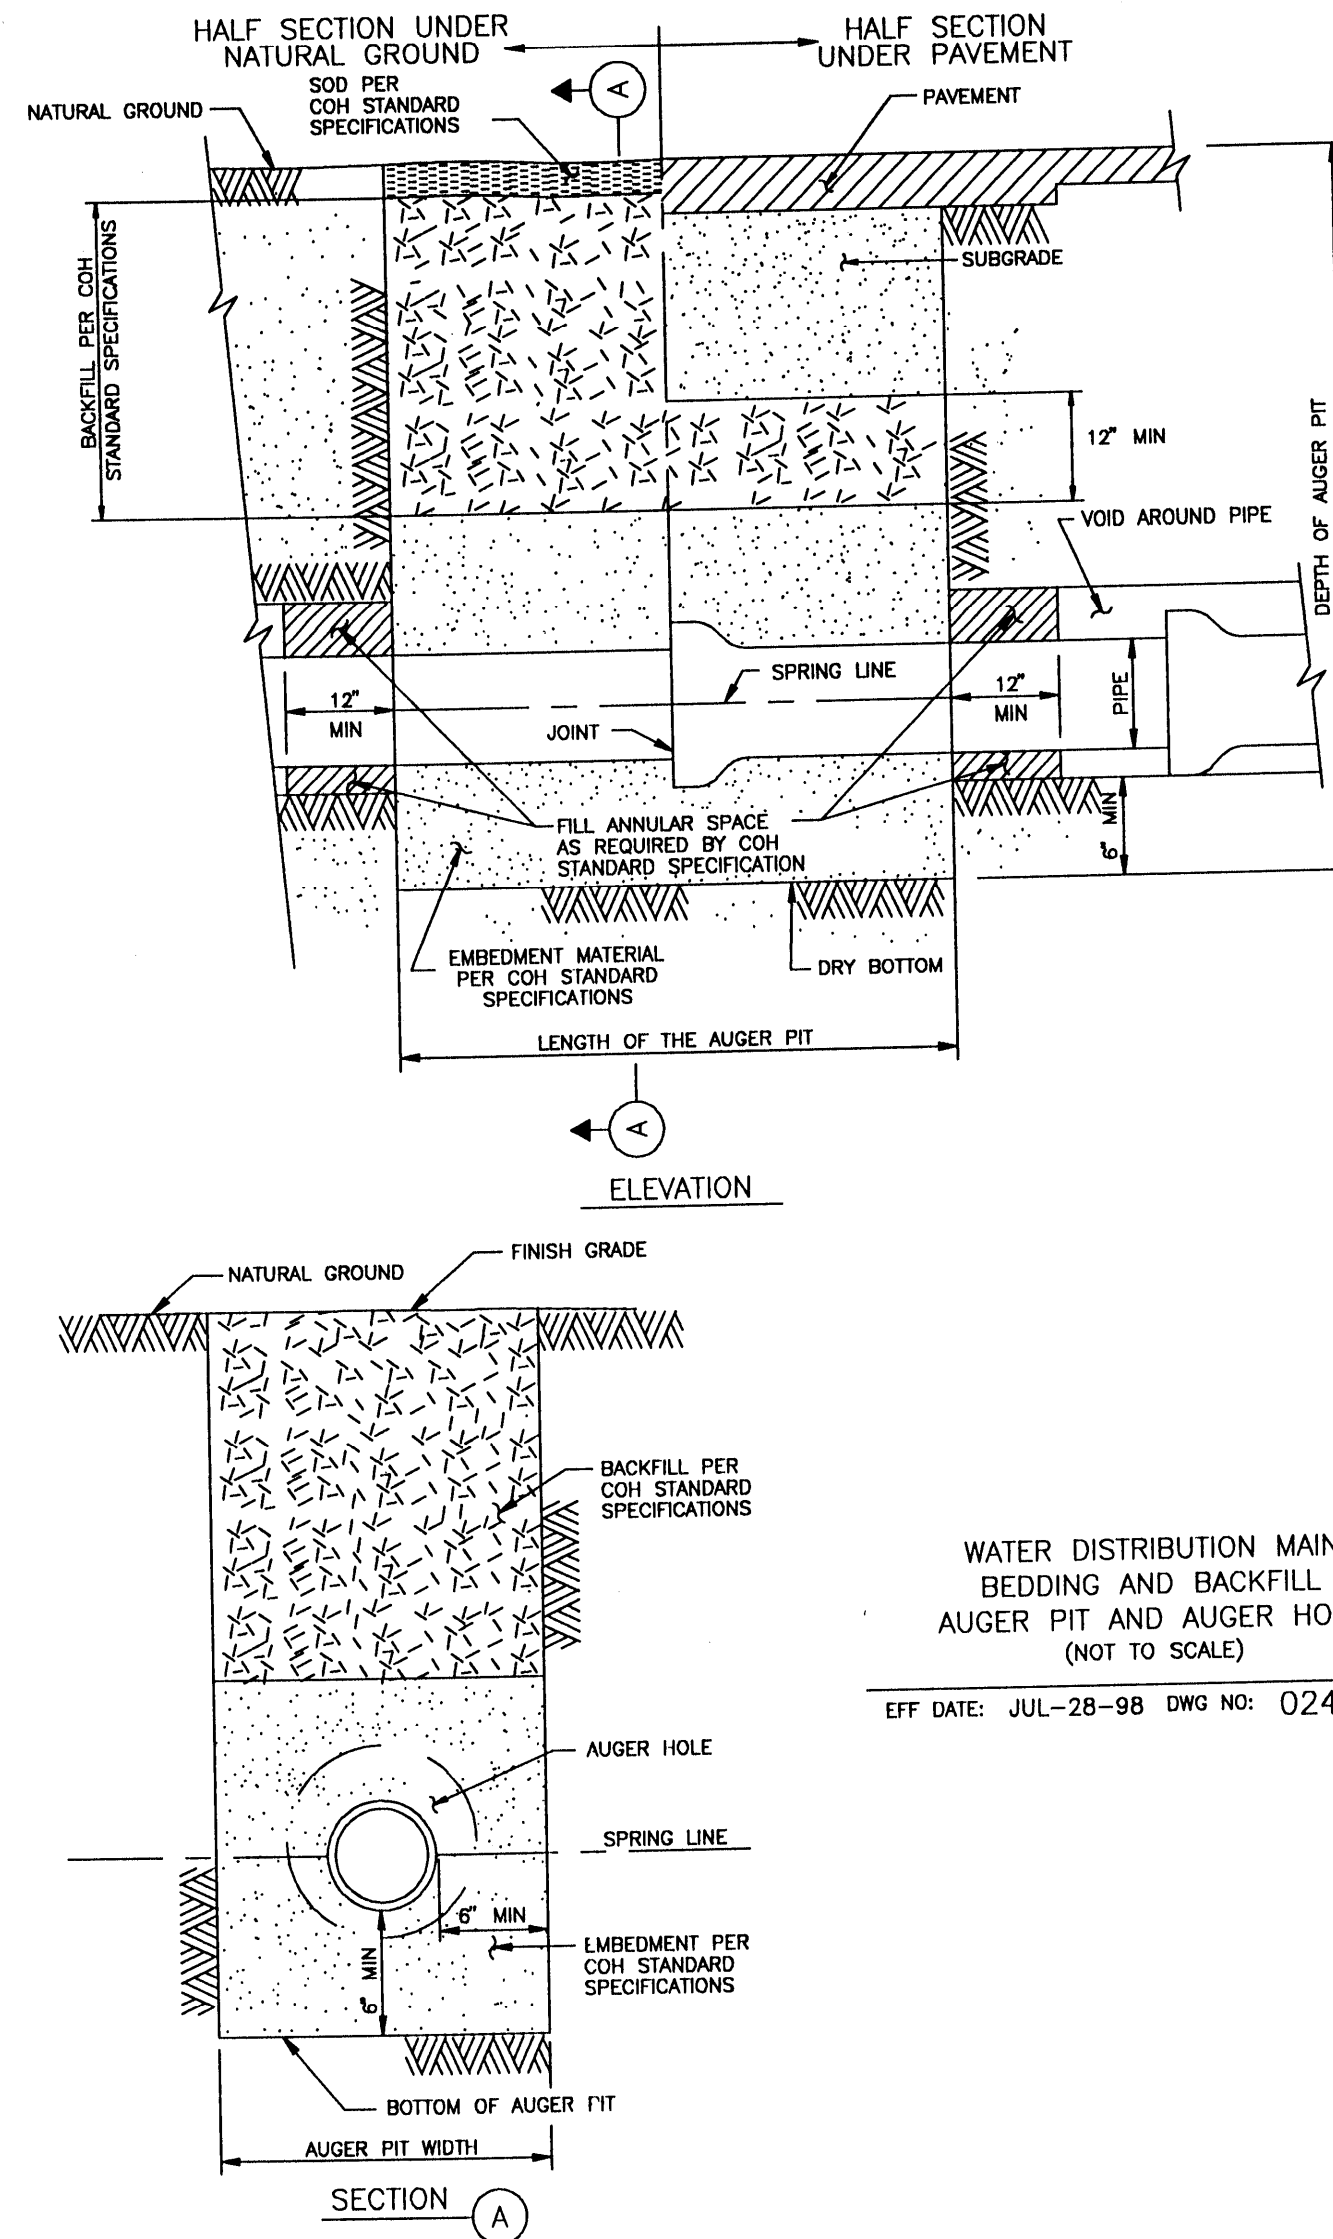 HALF SECTION UNDER
NATURAL GROUND
HALF SECTION
UNDER PAVEMENT
SOD PER
COH STANDARD
SPECIFICATIONS
A
NATURAL GROUND
PAVEMENT
BACKFILL PER COH
STANDARD SPECIFICATIONS
SUBGRADE
12" MIN
DEPTH OF AUGER PIT
VOID AROUND PIPE
SPRING LINE
12"
MIN
12"
MIN
PIPE
JOINT
6" MIN
FILL ANNULAR SPACE
AS REQUIRED BY COH
STANDARD SPECIFICATION
EMBEDMENT MATERIAL
PER COH STANDARD
SPECIFICATIONS
DRY BOTTOM
LENGTH OF THE AUGER PIT
A
ELEVATION
FINISH GRADE
NATURAL GROUND
BACKFILL PER
COH STANDARD
SPECIFICATIONS
WATER DISTRIBUTION MAIN
BEDDING AND BACKFILL
AUGER PIT AND AUGER HO
(NOT TO SCALE)
EFF DATE: JUL-28-98 DWG NO: 024
AUGER HOLE
SPRING LINE
6" MIN
6" MIN
EMBEDMENT PER
COH STANDARD
SPECIFICATIONS
BOTTOM OF AUGER PIT
AUGER PIT WIDTH
SECTION A